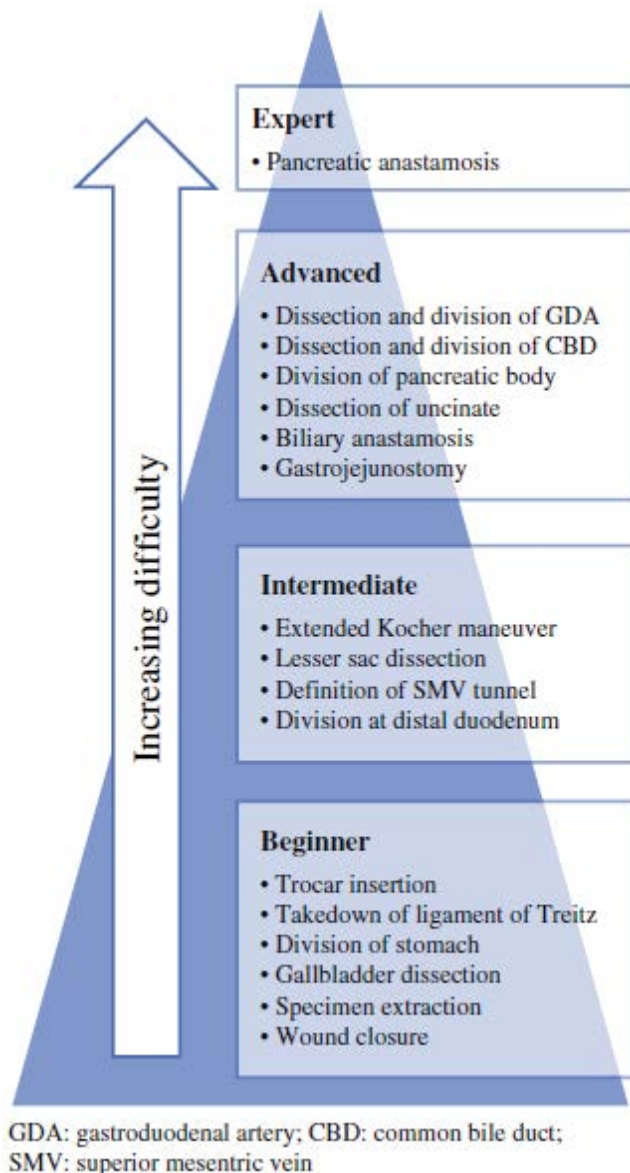 Expert
• Pancreatic anastamosis
Advanced
• Dissection and division of GDA
• Dissection and division of CBD
• Division of pancreatic body
• Dissection of uncinate
• Biliary anastamosis
• Gastrojejunostomy
Increasing difficulty
Intermediate
• Extended Kocher maneuver
• Lesser sac dissection
• Definition of SMV tunnel
• Division at distal duodenum
Beginner
• Trocar insertion
• Takedown of ligament of Treitz
• Division of stomach
• Gallbladder dissection
• Specimen extraction
• Wound closure
GDA: gastroduodenal artery; CBD: common bile duct;
SMV: superior mesentric vein